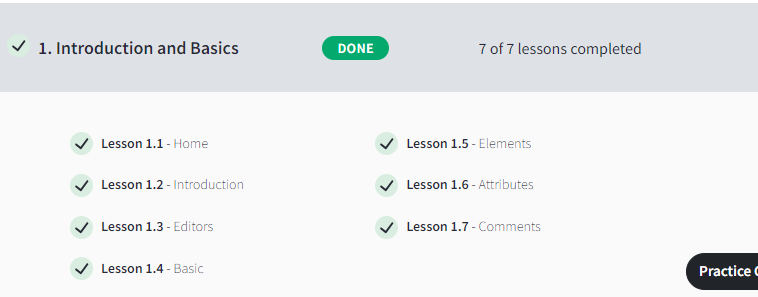 1. Introduction and Basics DONE 7 of 7 lessons completed
Lesson 1.1 - Home
Lesson 1.2 - Introduction
Lesson 1.3 - Editors
Lesson 1.4 - Basic
Lesson 1.5 - Elements
Lesson 1.6 - Attributes
Lesson 1.7 - Comments
Practice